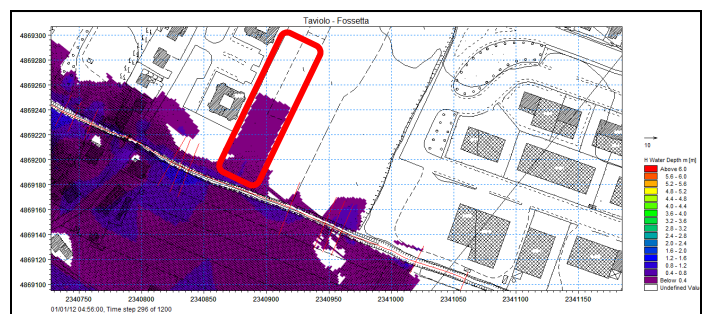 Taviolo - Fossetta
4869300
4869280
4869260
4869240
4869220
4869200
4869180
4869160
4869140
4869120
4869100
2340750 2340800 2340850 2340900 2340950 2341000 2341050 2341100 2341150
01/01/12 04:56:00, Time step 296 of 1200
10
H Water Depth m [m]
Above 6.0
5.6 - 6.0
5.2 - 5.6
4.8 - 5.2
4.4 - 4.8
4.0 - 4.4
3.6 - 4.0
3.2 - 3.6
2.8 - 3.2
2.4 - 2.8
2.0 - 2.4
1.6 - 2.0
1.2 - 1.6
0.8 - 1.2
0.4 - 0.8
Below 0.4
Undefined Valu